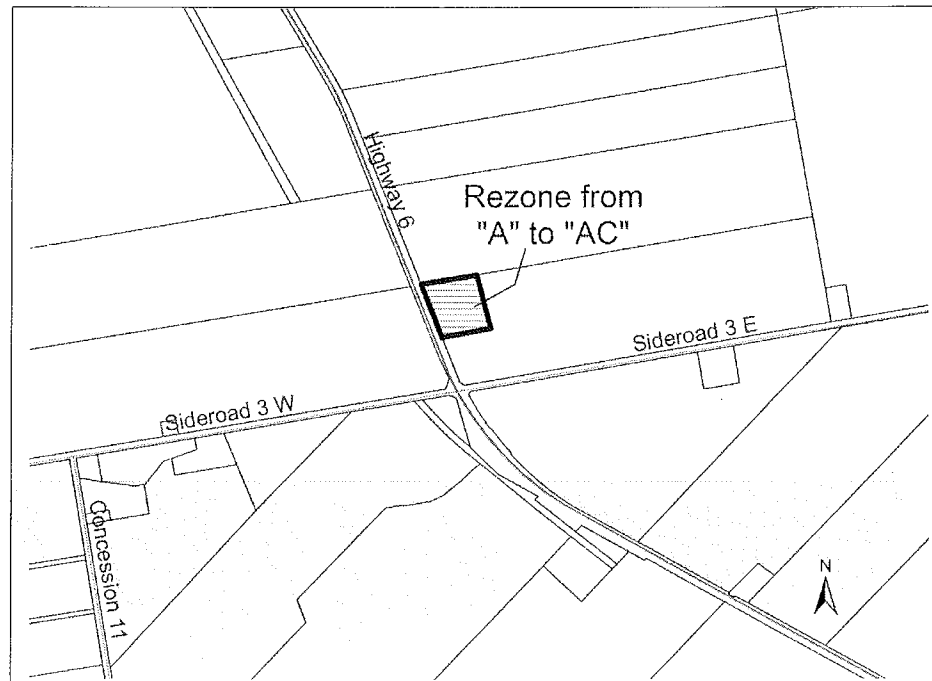 Highway 6
Rezone from
"A" to "AC"
Sideroad 3 E
Sideroad 3 W
Concession 11
N